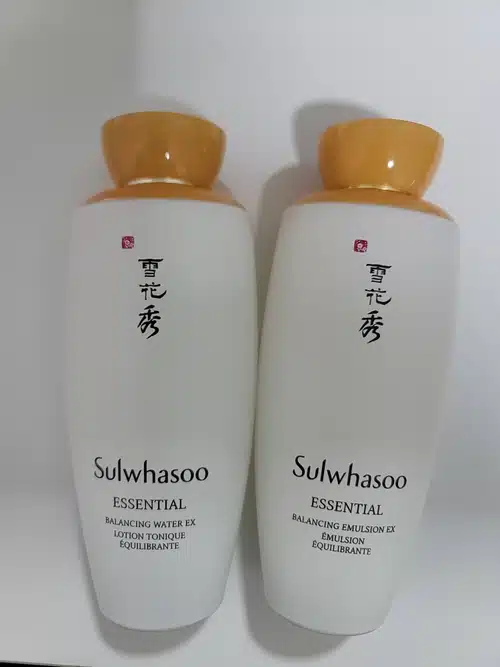 雪花秀
Sulwhasoo
ESSENTIAL
BALANCING WATER EX
LOTION TONIQUE
ÉQUILIBRANTE
雪花秀
Sulwhasoo
ESSENTIAL
BALANCING EMULSION EX
ÉMULSION
ÉQUILIBRANTE